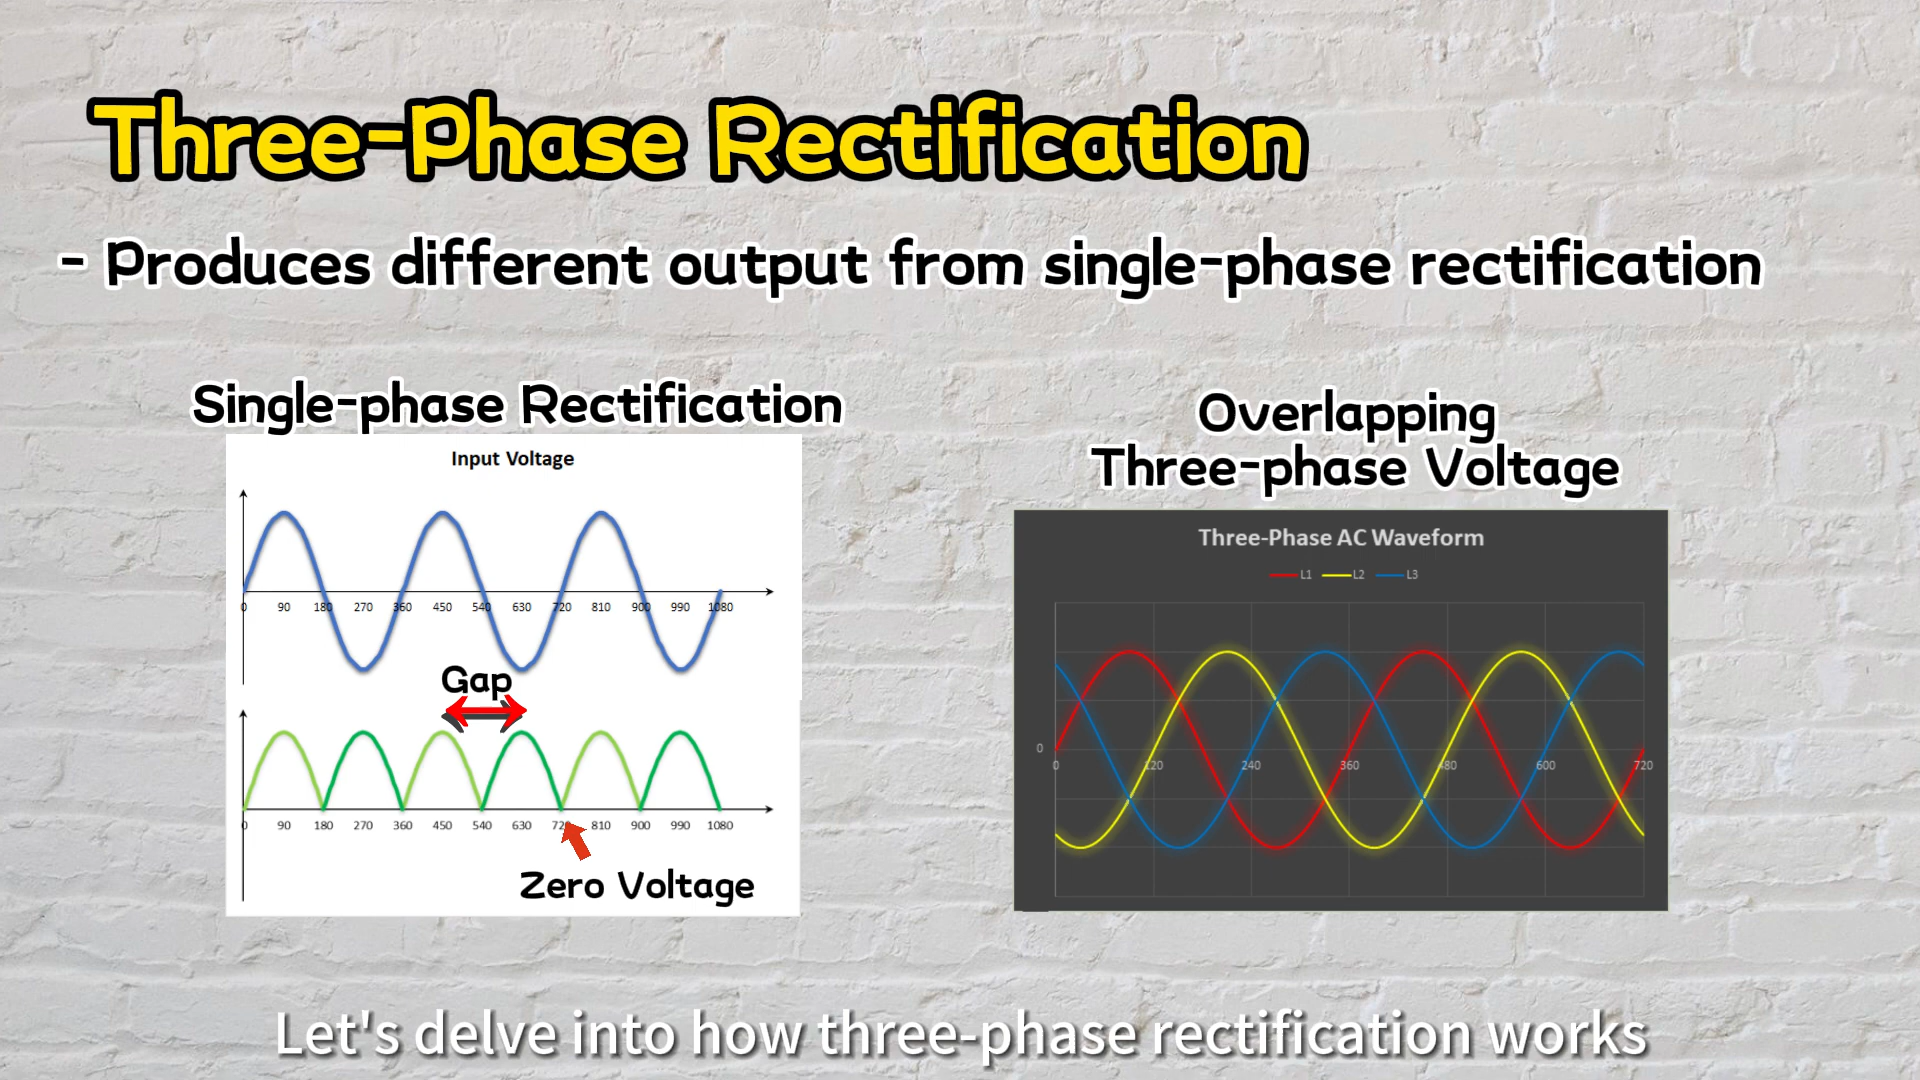 Three-Phase Rectification
- Produces different output from single-phase rectification
Single-phase Rectification
Input Voltage
0 90 180 270 360 450 540 630 720 810 900 990 1080
Gap
0 90 180 270 360 450 540 630 720 810 900 990 1080
Zero Voltage
Overlapping
Three-phase Voltage
Three-Phase AC Waveform
L1 L2 L3
0
0 120 240 360 480 600 720
Let's delve into how three-phase rectification works